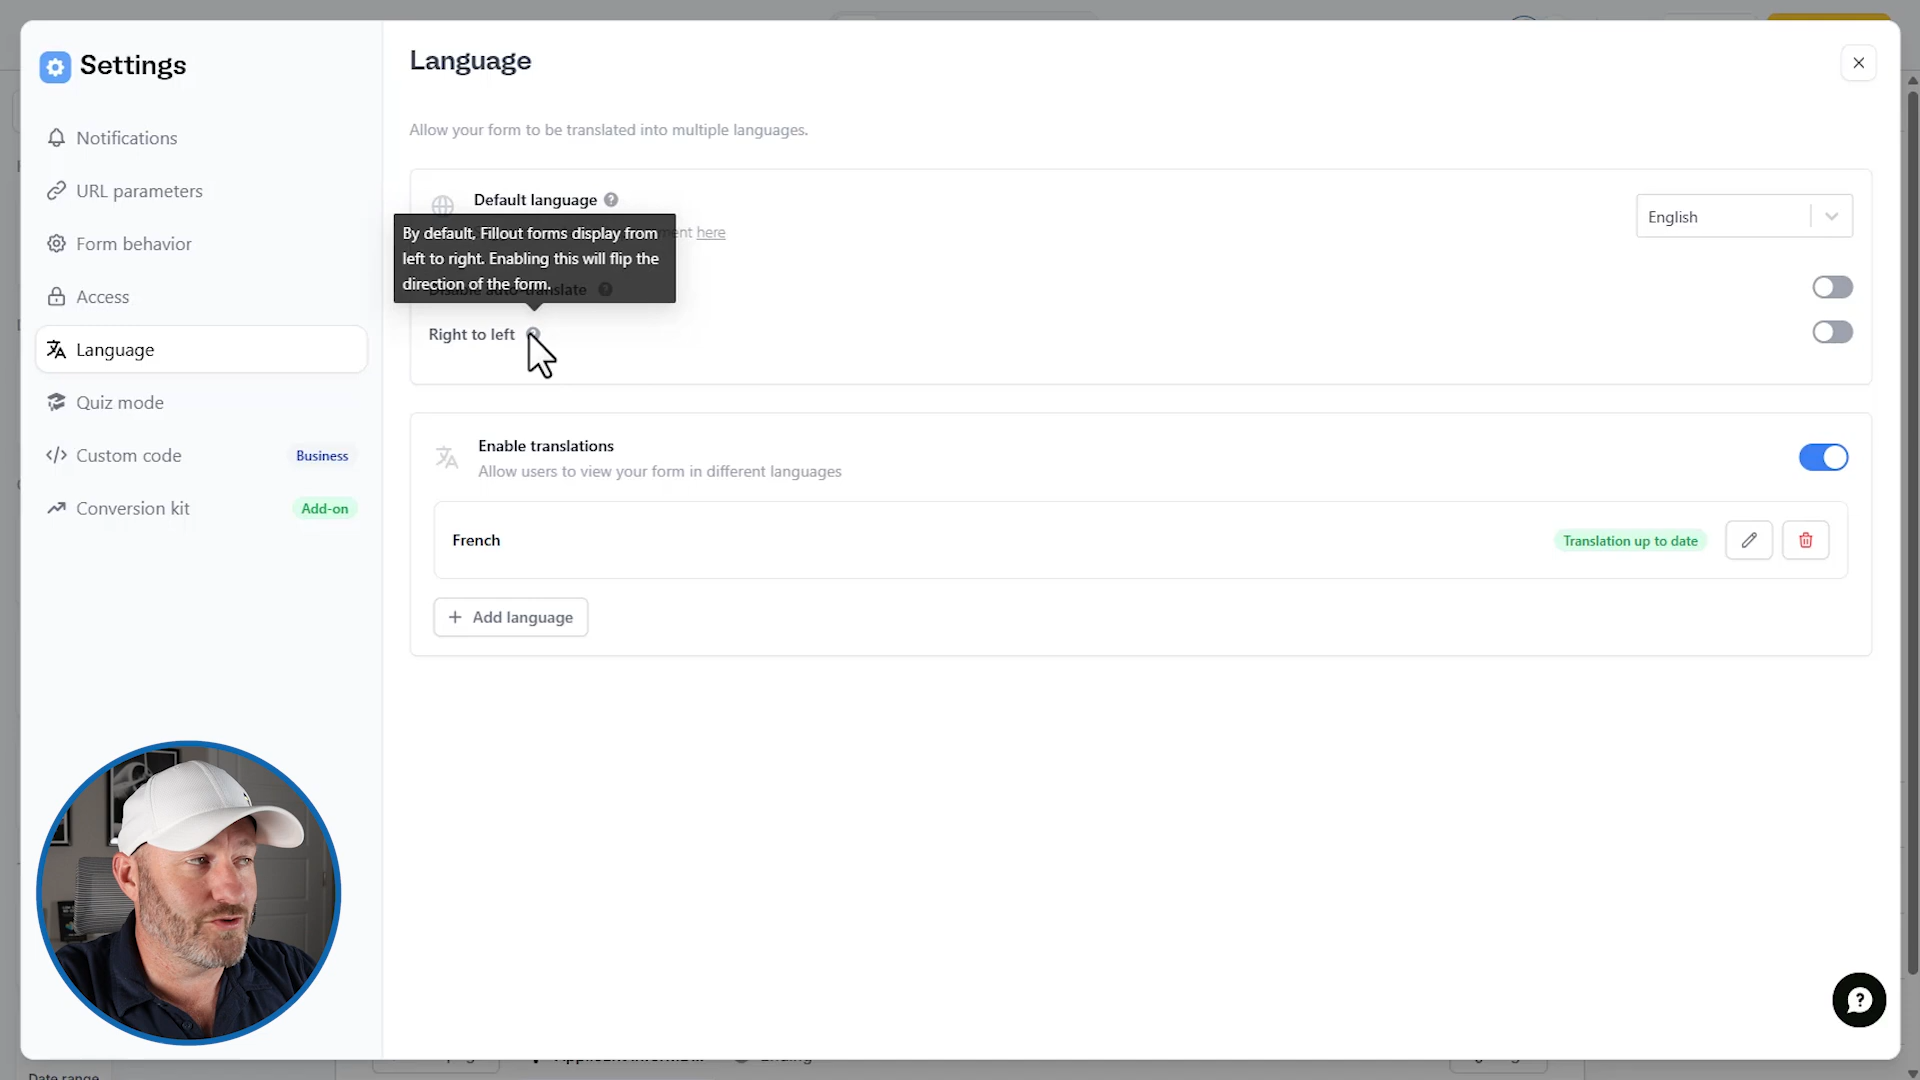 Settings
Notifications
URL parameters
Form behavior
Access
Language
Quiz mode
Custom code
Business
Conversion kit
Add-on
Language
Allow your form to be translated into multiple languages.
Default language
English
here
By default, Fillout forms display from
left to right. Enabling this will flip the
direction of the form.
Right to left
Enable translations
Allow users to view your form in different languages
French
Translation up to date
Add language